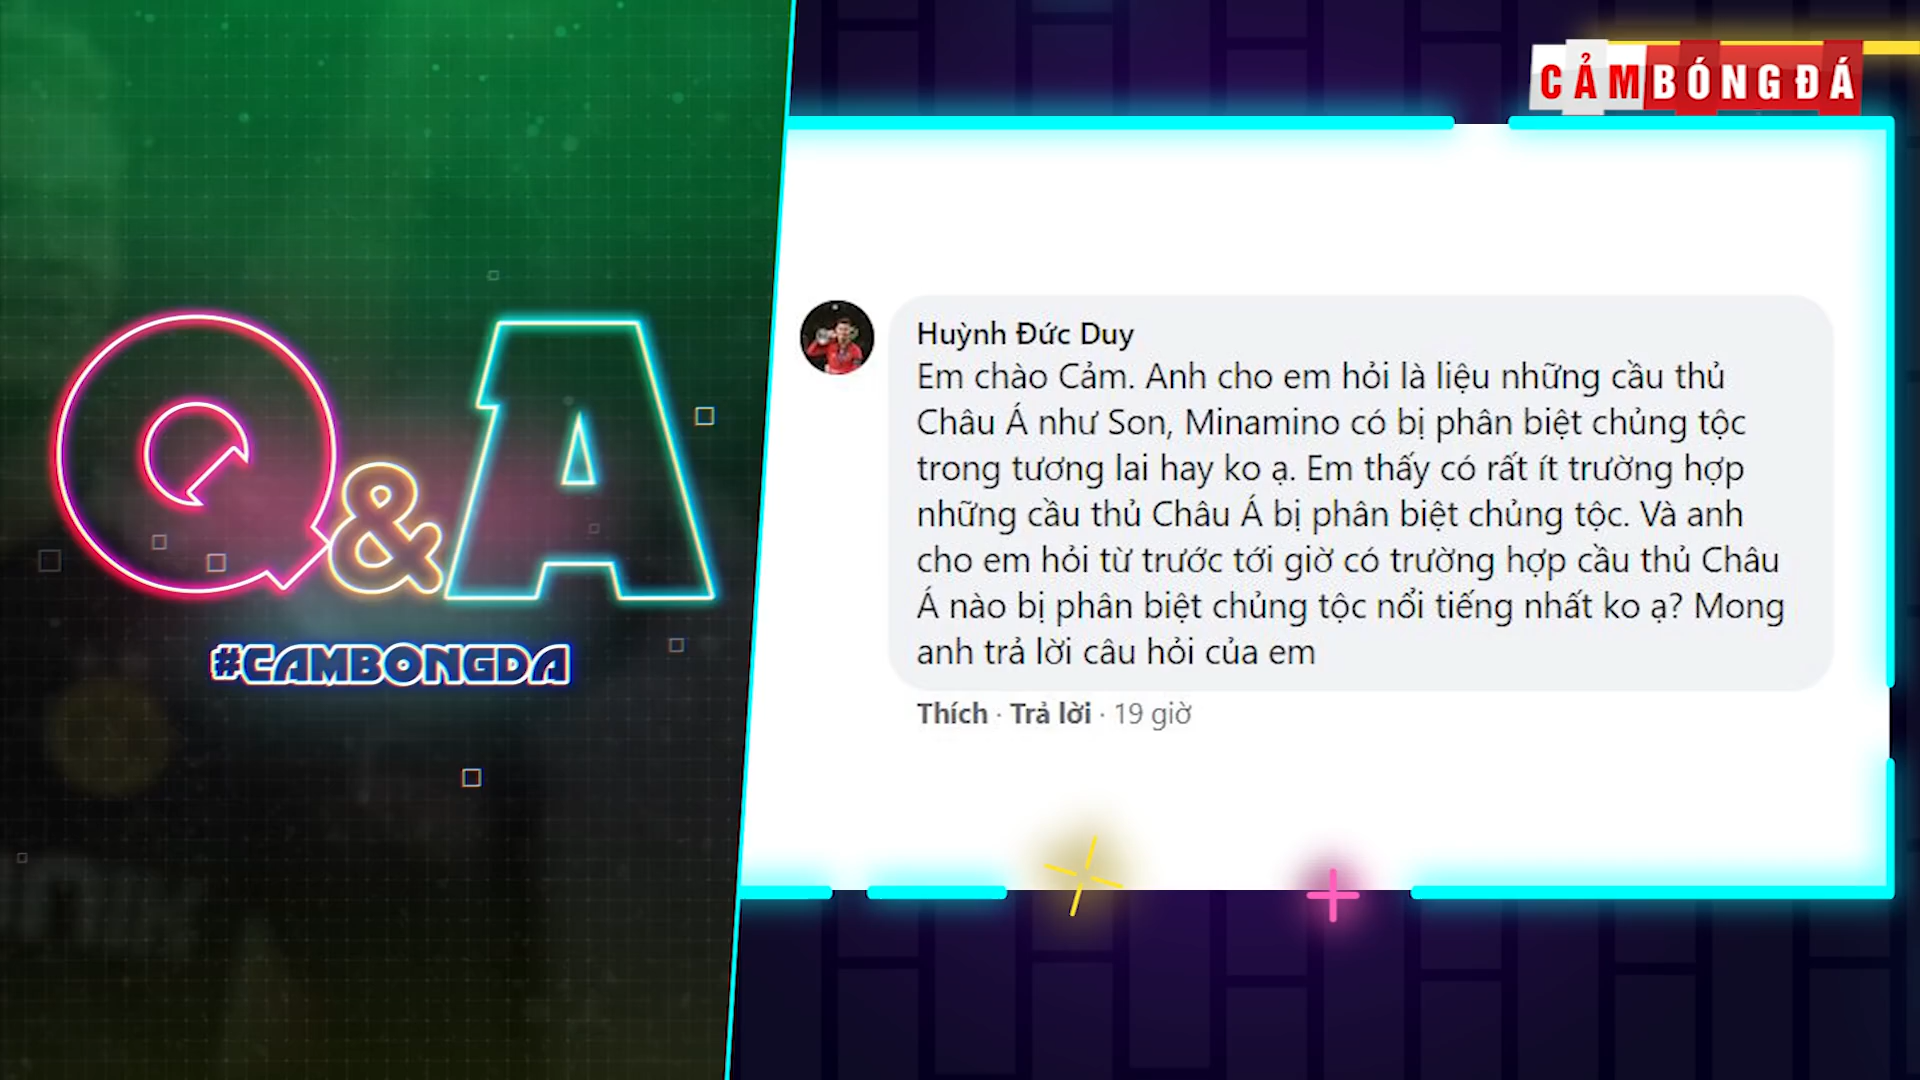 CẢMBÓNGĐÁ
Q&A
#CAMBONGDA
Huỳnh Đức Duy
Em chào Cảm. Anh cho em hỏi là liệu những cầu thủ
Châu Á như Son, Minamino có bị phân biệt chủng tộc
trong tương lai hay ko ạ. Em thấy có rất ít trường hợp
những cầu thủ Châu Á bị phân biệt chủng tộc. Và anh
cho em hỏi từ trước tới giờ có trường hợp cầu thủ Châu
Á nào bị phân biệt chủng tộc nổi tiếng nhất ko ạ? Mong
anh trả lời câu hỏi của em
Thích · Trả lời · 19 giờ